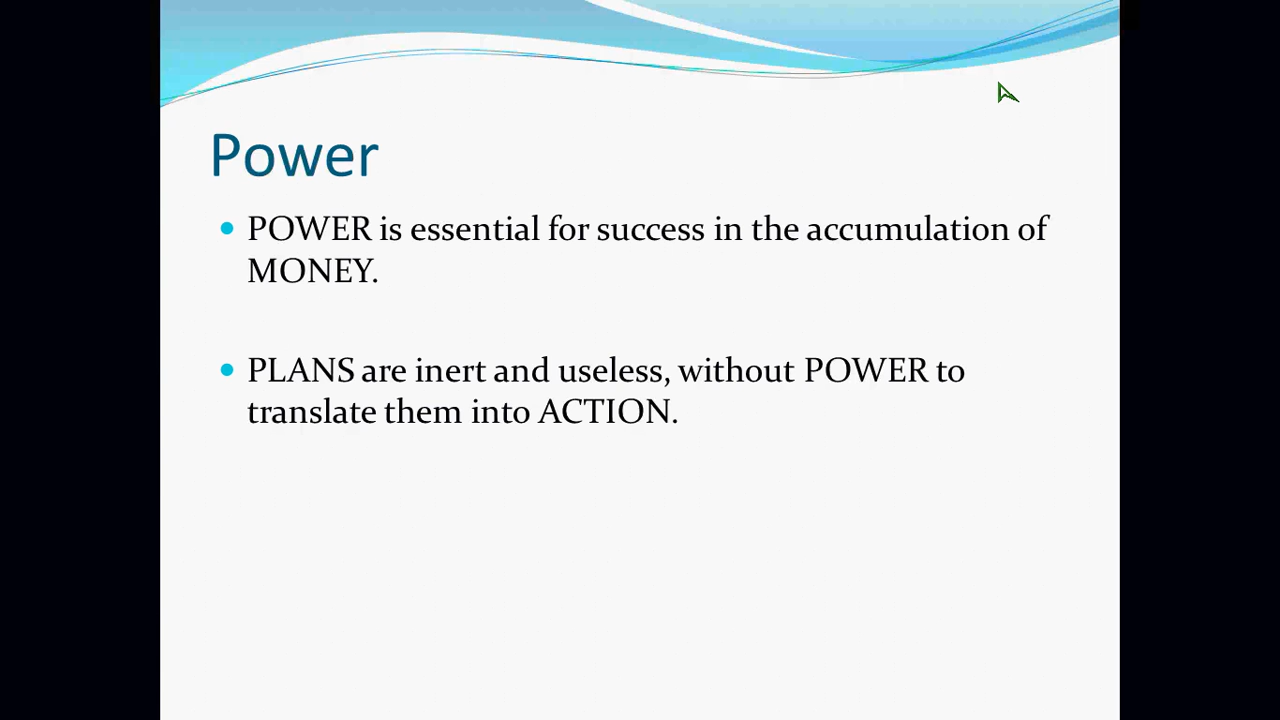 Power
POWER is essential for success in the accumulation of
MONEY.
PLANS are inert and useless, without POWER to
translate them into ACTION.